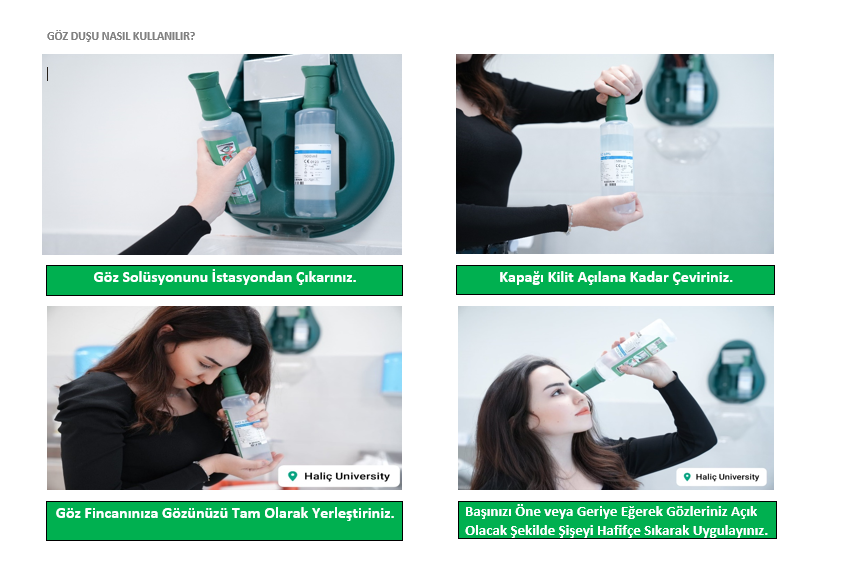 GÖZ DUŞU NASIL KULLANILIR?
Göz Solüsyonunu İstasyondan Çıkarınız.
Kapağı Kilit Açılana Kadar Çeviriniz.
Haliç University
Haliç University
Göz Fincanınıza Gözünüzü Tam Olarak Yerleştiriniz.
Başınızı Öne veya Geriye Eğerek Gözleriniz Açık
Olacak Şekilde Şişeyi Hafifçe Sıkarak Uygulayınız.